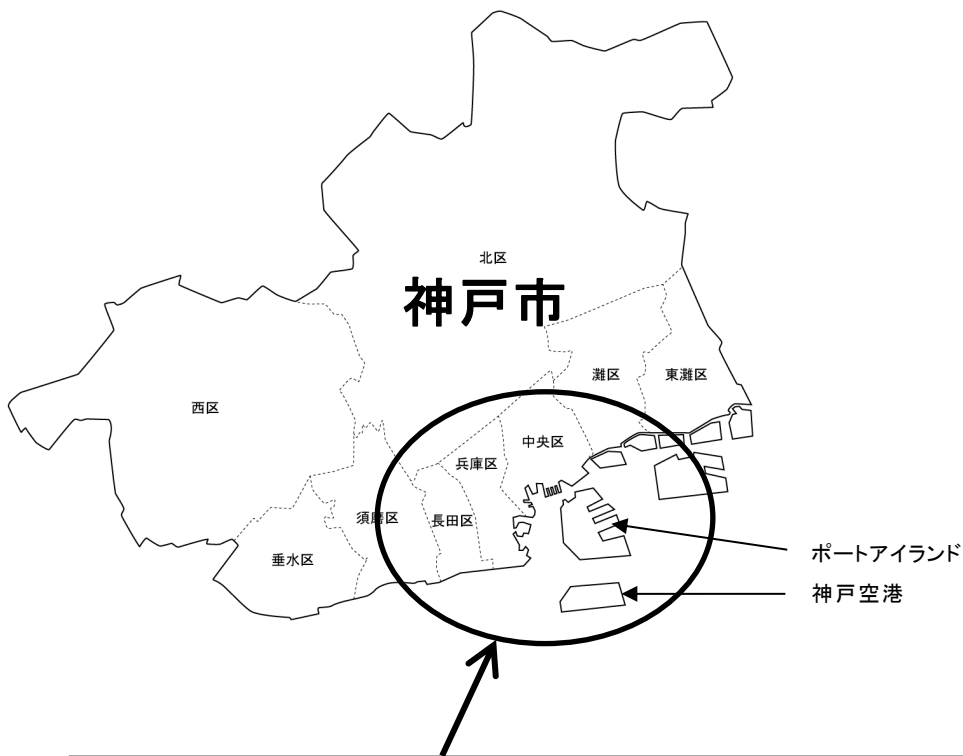 北区
神戸市
灘区
東灘区
西区
中央区
兵庫区
須磨区
長田区
垂水区
ポートアイランド
神戸空港